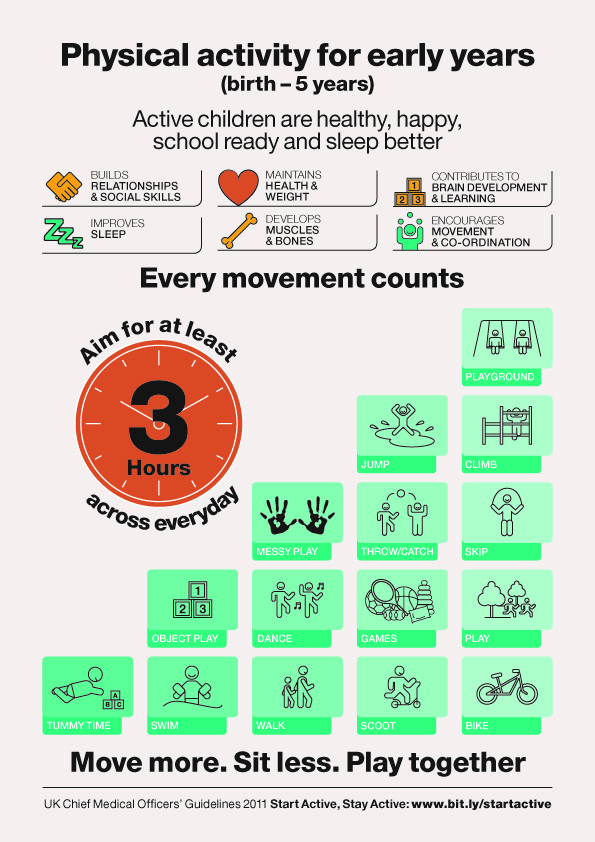 Physical activity for early years
(birth – 5 years)
Active children are healthy, happy,
school ready and sleep better
BUILDS
RELATIONSHIPS
& SOCIAL SKILLS
MAINTAINS
HEALTH &
WEIGHT
CONTRIBUTES TO
BRAIN DEVELOPMENT
& LEARNING
1
2 3
IMPROVES
SLEEP
ZZZ
DEVELOPS
MUSCLES
& BONES
ENCOURAGES
MOVEMENT
& CO-ORDINATION
Every movement counts
Aim for at least
3
Hours
across everyday
PLAYGROUND
JUMP
CLIMB
MESSY PLAY
THROW/CATCH
SKIP
1
2 3
OBJECT PLAY
DANCE
GAMES
PLAY
A
B C
TUMMY TIME
SWIM
WALK
SCOOT
BIKE
Move more. Sit less. Play together
UK Chief Medical Officers' Guidelines 2011 Start Active, Stay Active: www.bit.ly/startactive